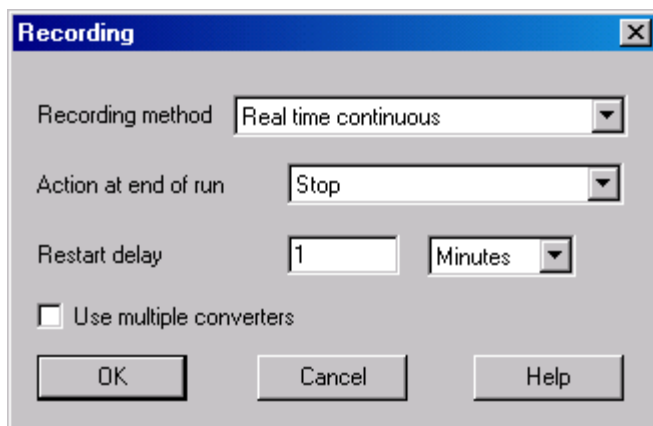 Recording
Recording method Real time continuous
Action at end of run Stop
Restart delay 1 Minutes
Use multiple converters
OK Cancel Help